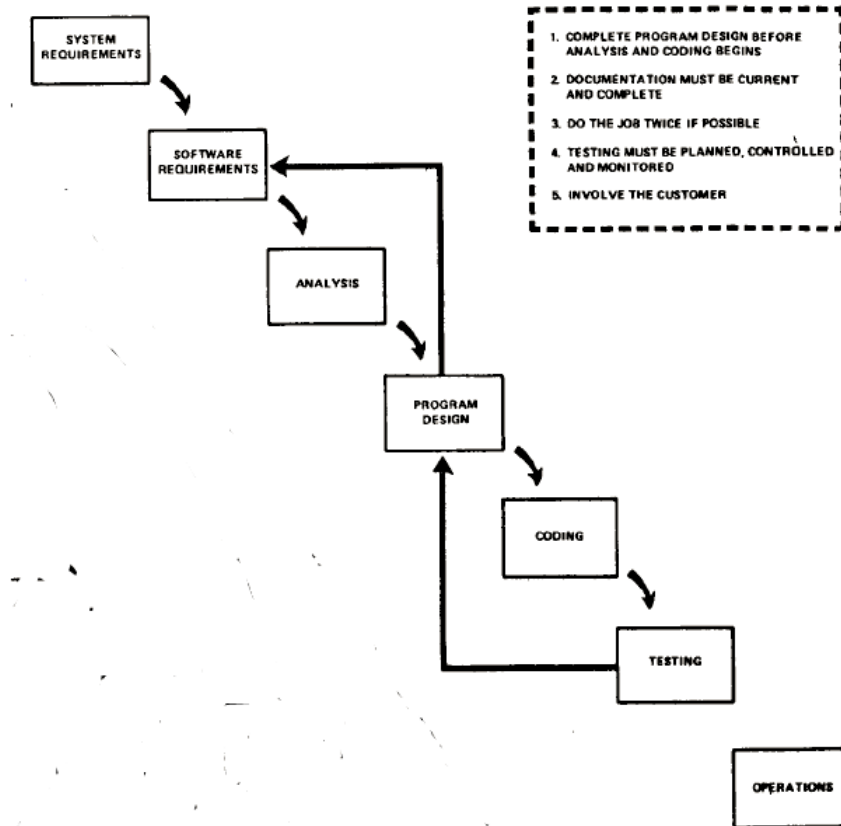 SYSTEM
REQUIREMENTS
1. COMPLETE PROGRAM DESIGN BEFORE
ANALYSIS AND CODING BEGINS
2. DOCUMENTATION MUST BE CURRENT
AND COMPLETE
3. DO THE JOB TWICE IF POSSIBLE
4. TESTING MUST BE PLANNED, CONTROLLED
AND MONITORED
5. INVOLVE THE CUSTOMER
SOFTWARE
REQUIREMENTS
ANALYSIS
PROGRAM
DESIGN
CODING
TESTING
OPERATIONS